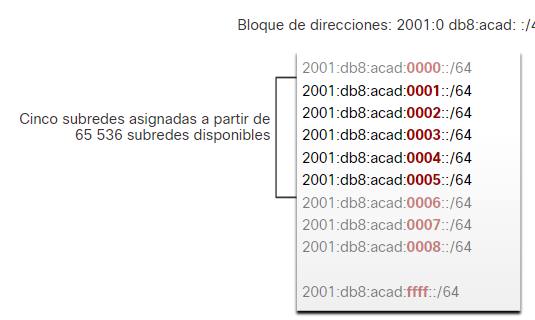 Bloque de direcciones: 2001:0 db8:acad: :/4
2001:db8:acad:0000::/64
2001:db8:acad:0001::/64
Cinco subredes asignadas a partir de
65 536 subredes disponibles
2001:db8:acad:0002::/64
2001:db8:acad:0003::/64
2001:db8:acad:0004::/64
2001:db8:acad:0005::/64
2001:db8:acad:0006::/64
2001:db8:acad:0007::/64
2001:db8:acad:0008::/64
2001:db8:acad:ffff::/64